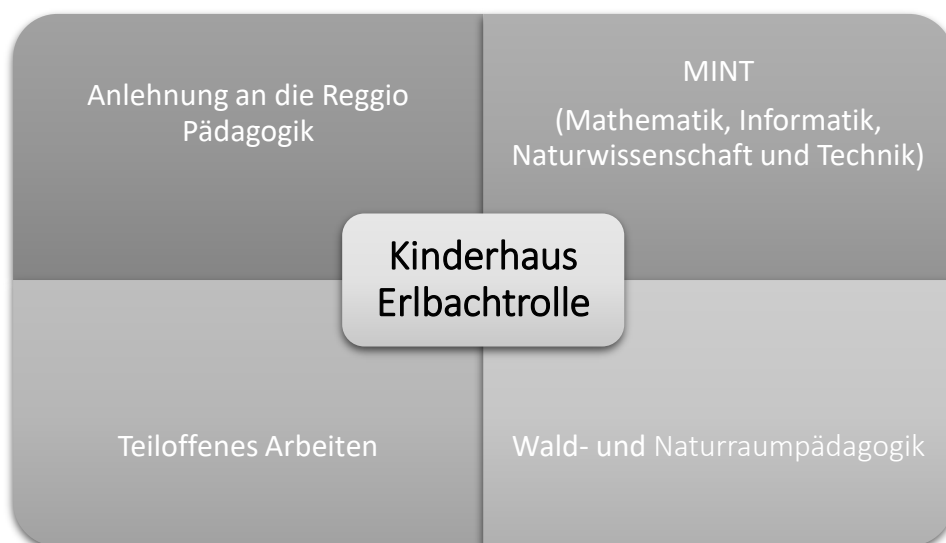 Anlehnung an die Reggio
Pädagogik
MINT
(Mathematik, Informatik,
Naturwissenschaft und Technik)
Kinderhaus
Erlbachtrolle
Teiloffenes Arbeiten
Wald- und Naturraumpädagogik